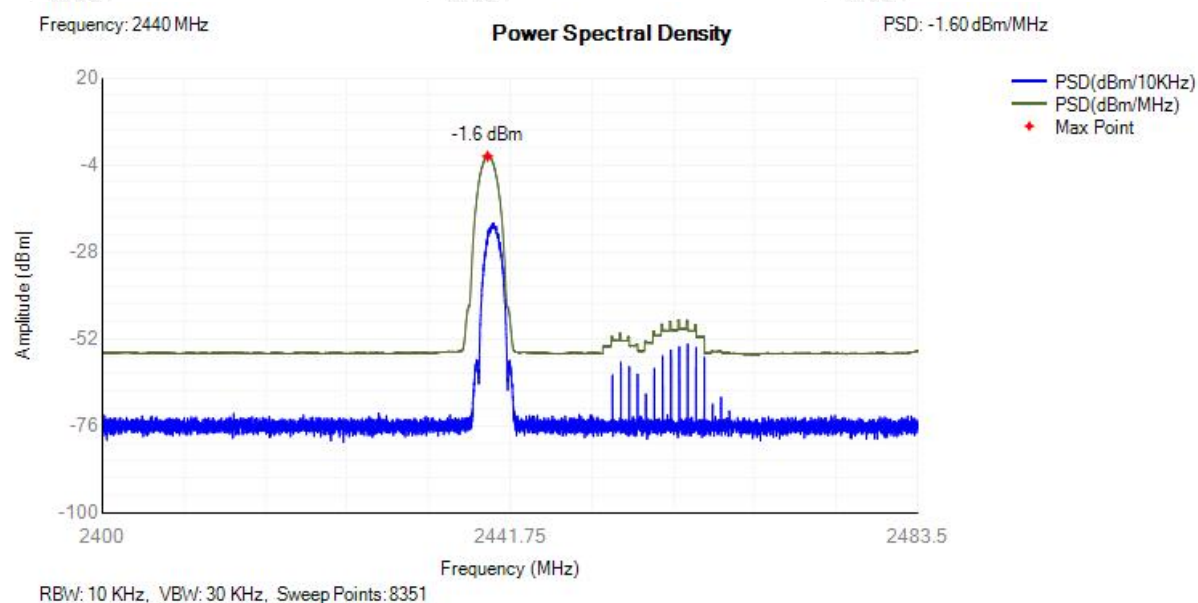 Frequency: 2440 MHz
Power Spectral Density
PSD: -1.60 dBm/MHz
PSD(dBm/10KHz)
PSD(dBm/MHz)
Max Point
-1.6 dBm
20
-4
-28
-52
-76
-100
Amplitude (dBm)
2400
2441.75
2483.5
Frequency (MHz)
RBW: 10 KHz, VBW: 30 KHz, Sweep Points: 8351